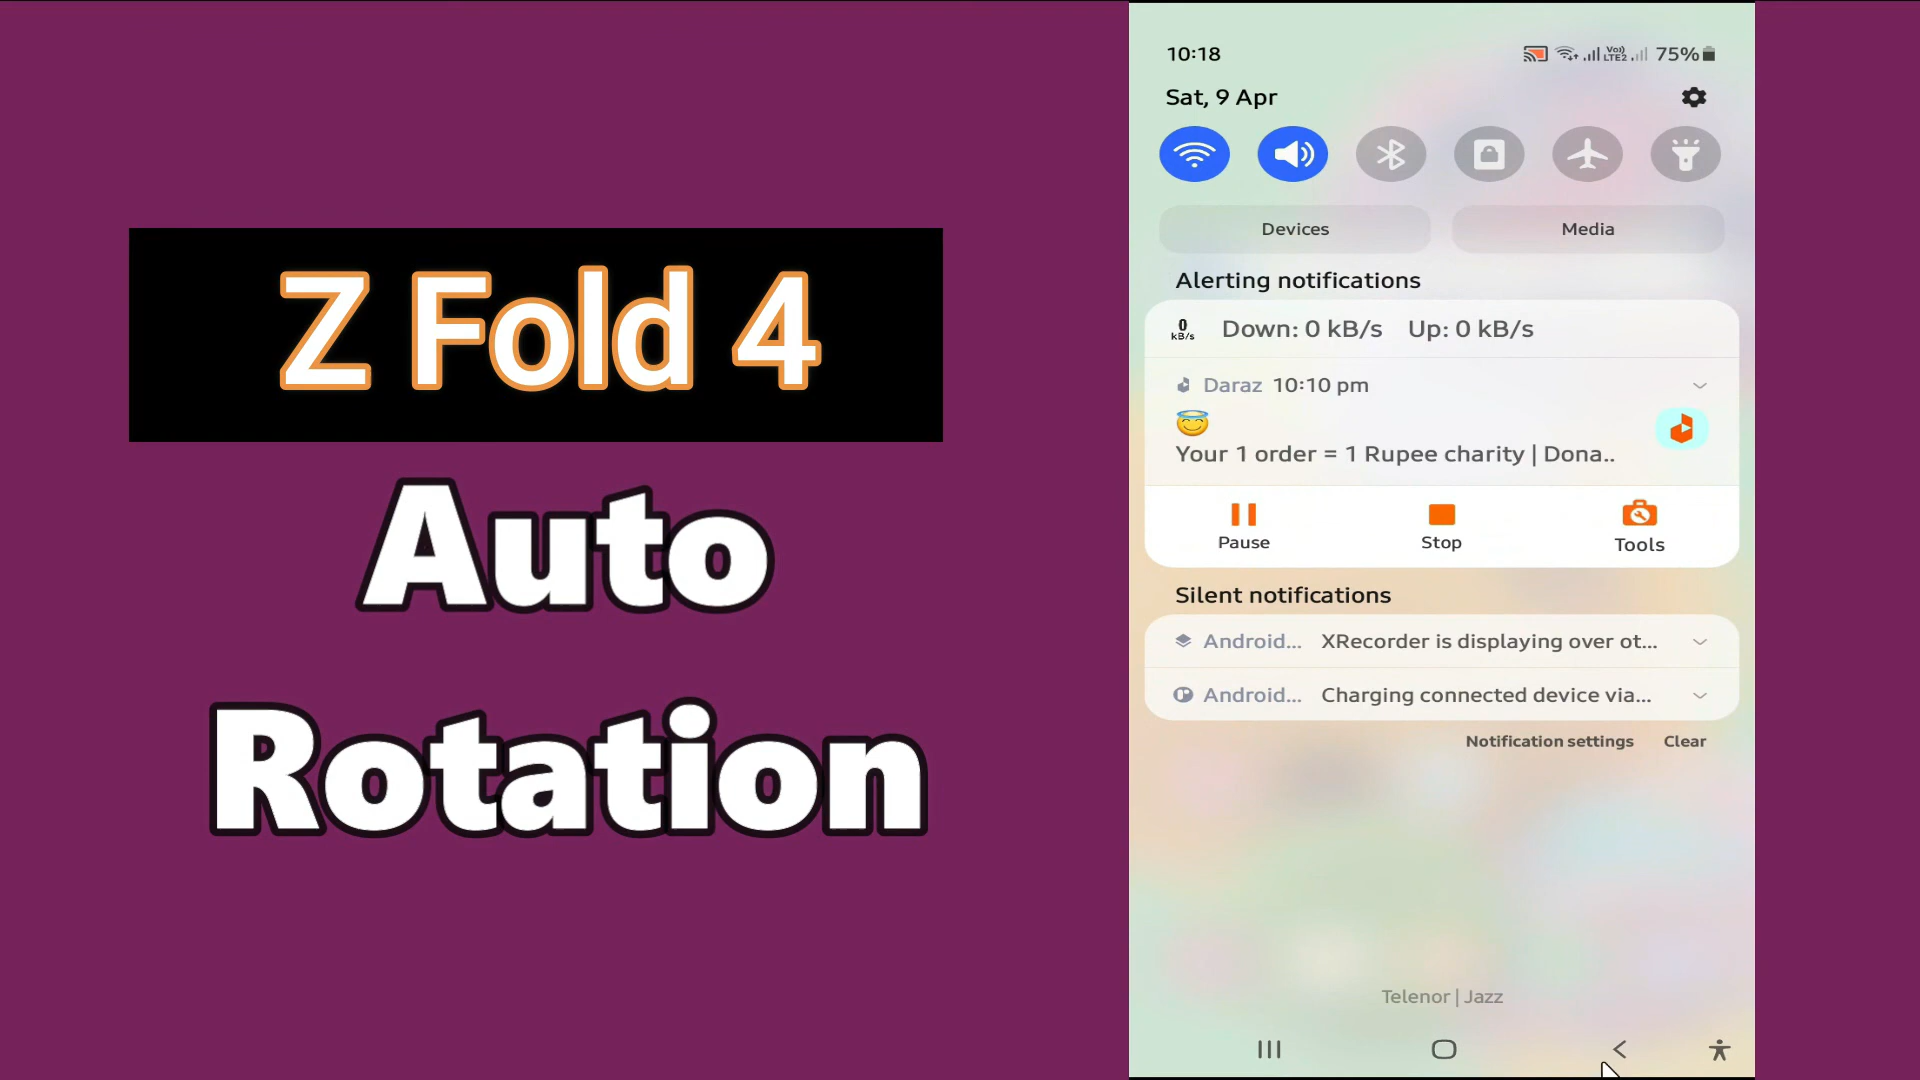 Z Fold 4
Auto
Rotation
10:18
Vo))
LTE2
75%
Sat, 9 Apr
Devices
Media
Alerting notifications
0
kB/s
Down: 0 kB/s Up: 0 kB/s
Daraz 10:10 pm
Your 1 order = 1 Rupee charity | Dona..
Pause
Stop
Tools
Silent notifications
Android... XRecorder is displaying over ot...
Android... Charging connected device via...
Notification settings Clear
Telenor | Jazz